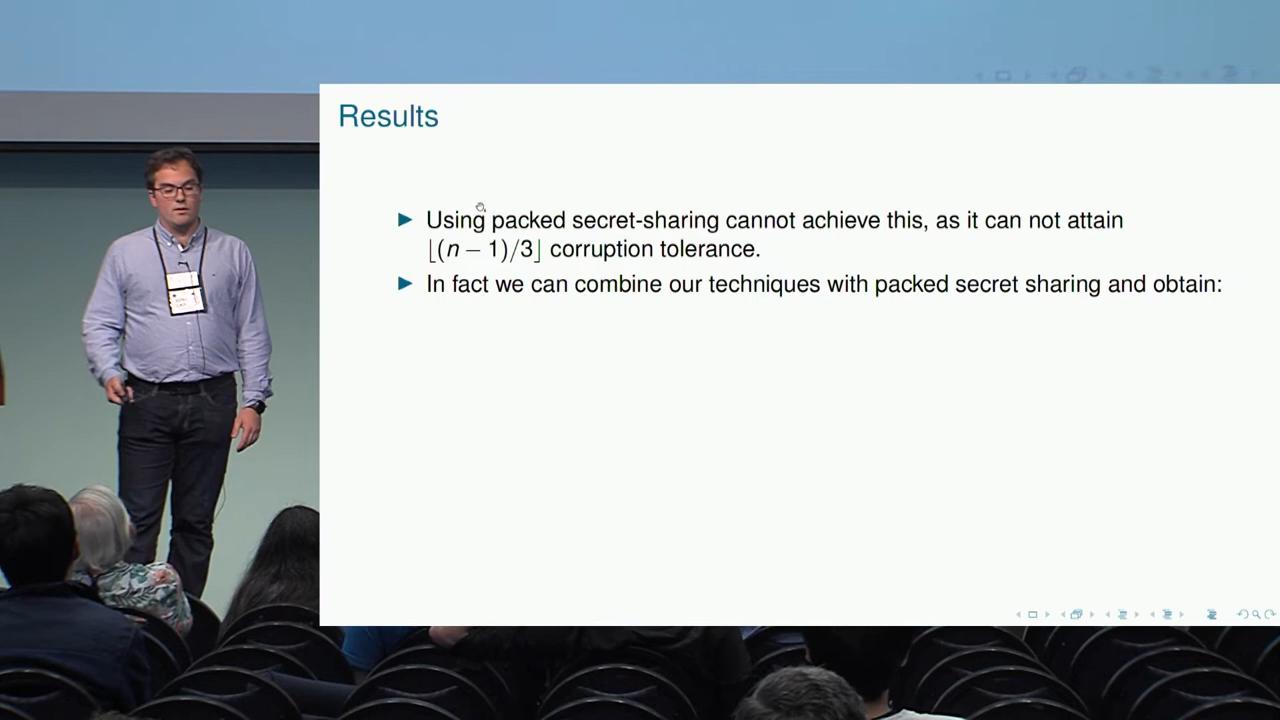 Results
▶ Using packed secret-sharing cannot achieve this, as it can not attain
⌊(n − 1)/3⌋ corruption tolerance.
▶ In fact we can combine our techniques with packed secret sharing and obtain: